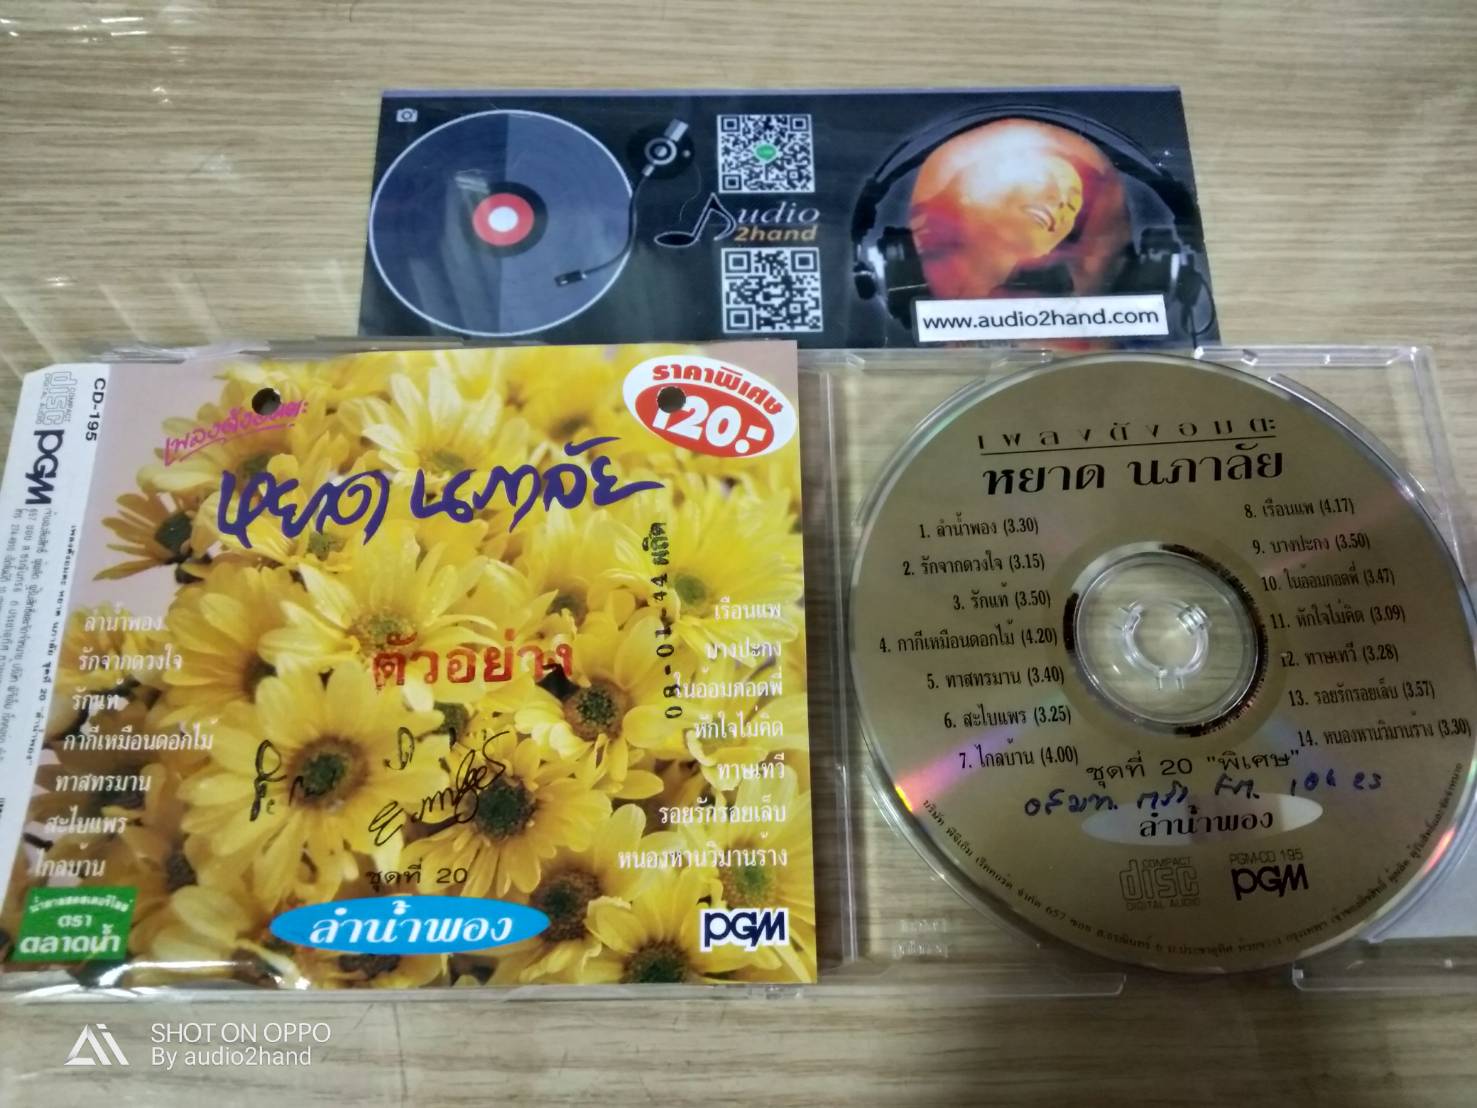 udio
2hand
www.audio2hand.com
CD-195
COMPACT
disc
DIGITAL AUDIO
PGM
เพลงดังอมตะ
หยาด นภาลัย
ราคาพิเศษ
120.-
08-01-44 ผลิต
ตัวอย่าง
ลำน้ำพอง
รักจากดวงใจ
รักแท้
กากีเหมือนดอกไม้
ทาสทรมาน
สะไบแพร
ไกลบ้าน
เรือนแพ
บางปะกง
ในอ้อมกอดพี่
หักใจไม่คิด
ทาษเทวี
รอยรักรอยเล็บ
หนองหานวิมานร้าง
ชุดที่ 20
ลำน้ำพอง
PGM
ตรา
ตลาดน้ำ
เพลงดังอมตะ
หยาด นภาลัย
1. ลำน้ำพอง (3.30)
2. รักจากดวงใจ (3.15)
3. รักแท้ (3.50)
4. กากีเหมือนดอกไม้ (4.20)
5. ทาสทรมาน (3.40)
6. สะไบแพร (3.25)
7. ไกลบ้าน (4.00)
8. เรือนแพ (4.17)
9. บางปะกง (3.50)
10. ในอ้อมกอดพี่ (3.47)
11. หักใจไม่คิด (3.09)
12. ทาษเทวี (3.28)
13. รอยรักรอยเล็บ (3.57)
14. หนองหานวิมานร้าง (3.30)
ชุดที่ 20 "พิเศษ"
ลำน้ำพอง
COMPACT
disc
DIGITAL AUDIO
PGM-CD 195
PGM
SHOT ON OPPO
By audio2hand